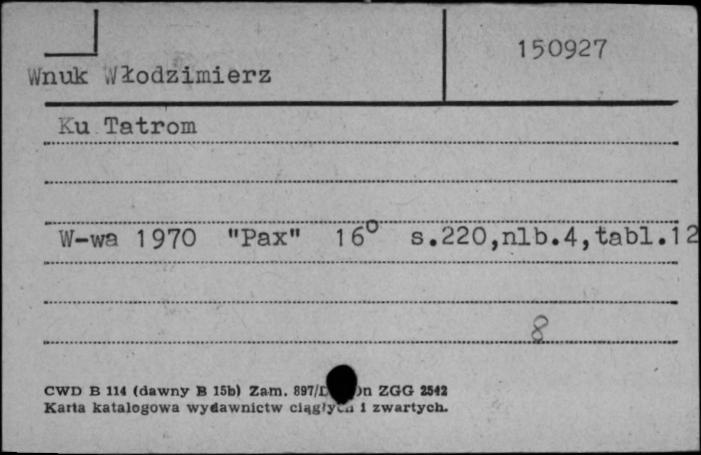 150927
Wnuk Włodzimierz
Ku Tatrom
W-wa 1970 "Pax" 16° s.220,nlb.4,tabl.12
8
CWD B 114 (dawny B 15b) Zam. ZGG 2542
Karta katalogowa wydawnictw ciągłych i zwartych.